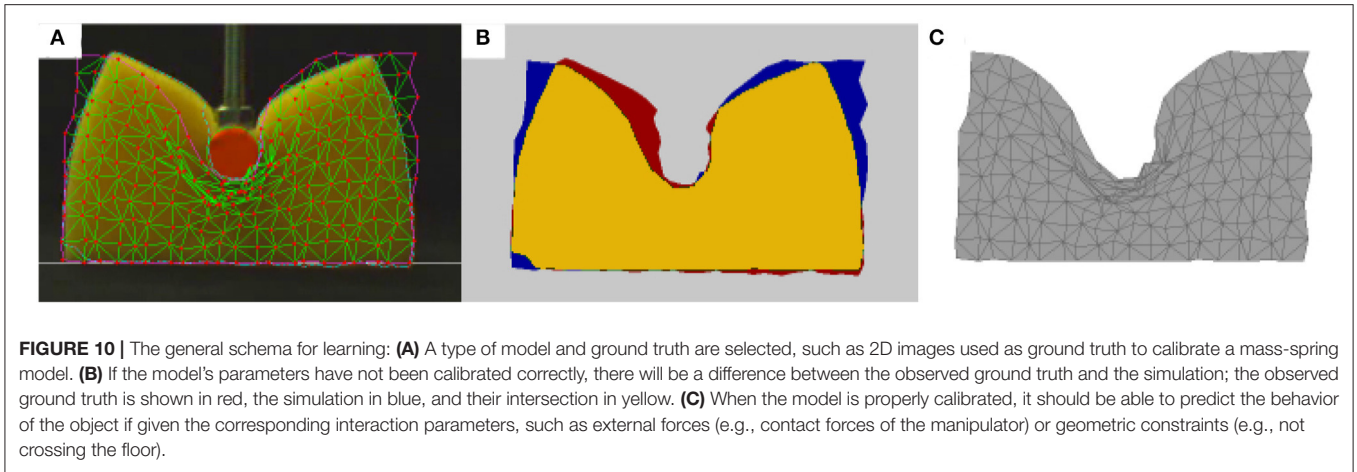 A
B
C
FIGURE 10 | The general schema for learning: (A) A type of model and ground truth are selected, such as 2D images used as ground truth to calibrate a mass-spring
model. (B) If the model's parameters have not been calibrated correctly, there will be a difference between the observed ground truth and the simulation; the observed
ground truth is shown in red, the simulation in blue, and their intersection in yellow. (C) When the model is properly calibrated, it should be able to predict the behavior
of the object if given the corresponding interaction parameters, such as external forces (e.g., contact forces of the manipulator) or geometric constraints (e.g., not
crossing the floor).